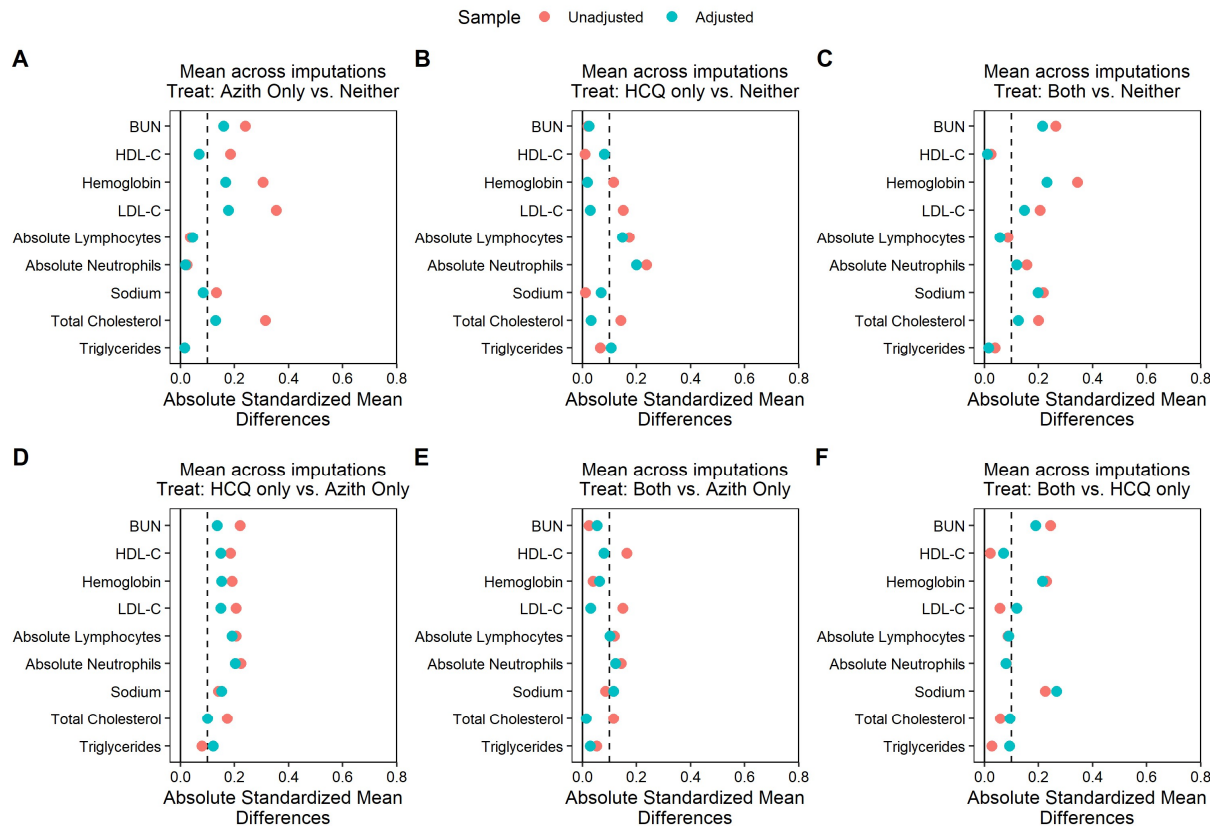 Sample Unadjusted Adjusted
A
Mean across imputations
Treat: Azith Only vs. Neither
BUN
HDL-C
Hemoglobin
LDL-C
Absolute Lymphocytes
Absolute Neutrophils
Sodium
Total Cholesterol
Triglycerides
0.0 0.2 0.4 0.6 0.8
Absolute Standardized Mean
Differences
B
Mean across imputations
Treat: HCQ only vs. Neither
BUN
HDL-C
Hemoglobin
LDL-C
Absolute Lymphocytes
Absolute Neutrophils
Sodium
Total Cholesterol
Triglycerides
0.0 0.2 0.4 0.6 0.8
Absolute Standardized Mean
Differences
C
Mean across imputations
Treat: Both vs. Neither
BUN
HDL-C
Hemoglobin
LDL-C
Absolute Lymphocytes
Absolute Neutrophils
Sodium
Total Cholesterol
Triglycerides
0.0 0.2 0.4 0.6 0.8
Absolute Standardized Mean
Differences
D
Mean across imputations
Treat: HCQ only vs. Azith Only
BUN
HDL-C
Hemoglobin
LDL-C
Absolute Lymphocytes
Absolute Neutrophils
Sodium
Total Cholesterol
Triglycerides
0.0 0.2 0.4 0.6 0.8
Absolute Standardized Mean
Differences
E
Mean across imputations
Treat: Both vs. Azith Only
BUN
HDL-C
Hemoglobin
LDL-C
Absolute Lymphocytes
Absolute Neutrophils
Sodium
Total Cholesterol
Triglycerides
0.0 0.2 0.4 0.6 0.8
Absolute Standardized Mean
Differences
F
Mean across imputations
Treat: Both vs. HCQ only
BUN
HDL-C
Hemoglobin
LDL-C
Absolute Lymphocytes
Absolute Neutrophils
Sodium
Total Cholesterol
Triglycerides
0.0 0.2 0.4 0.6 0.8
Absolute Standardized Mean
Differences